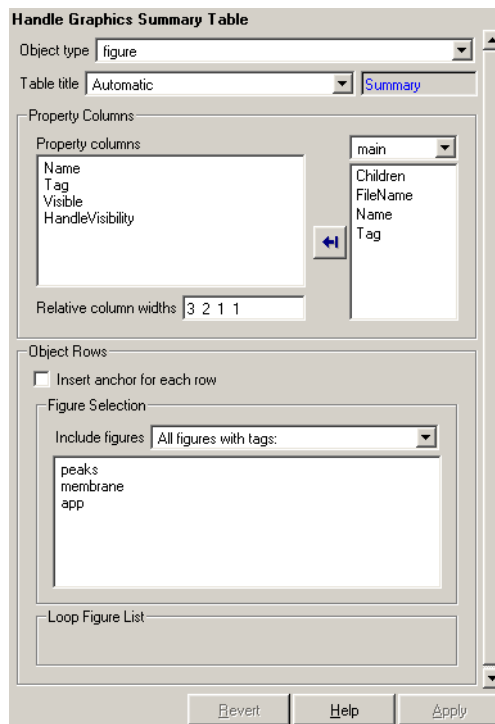 Handle Graphics Summary Table
Object type figure
Table title Automatic Summary
Property Columns
Property columns
Name
Tag
Visible
HandleVisibility
main
Children
FileName
Name
Tag
Relative column widths 3 2 1 1
Object Rows
Insert anchor for each row
Figure Selection
Include figures All figures with tags:
peaks
membrane
app
Loop Figure List
Revert Help Apply